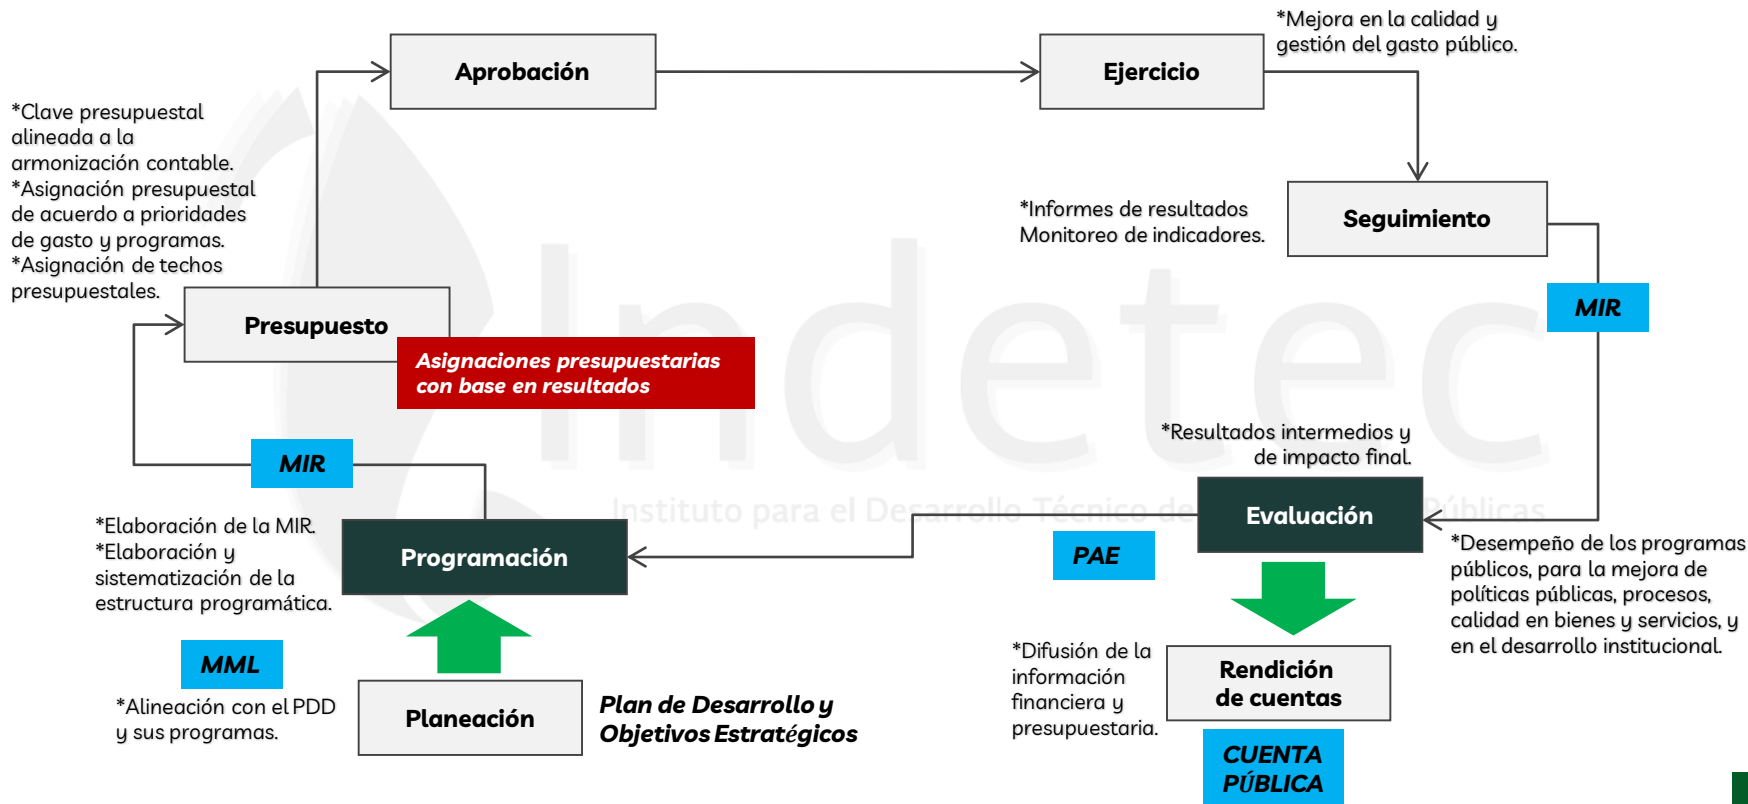 *Mejora en la calidad y
gestión del gasto público.
Aprobación
Ejercicio
*Clave presupuestal
alineada a la
armonización contable.
*Asignación presupuestal
de acuerdo a prioridades
de gasto y programas.
*Asignación de techos
presupuestales.
*Informes de resultados
Monitoreo de indicadores.
Seguimiento
Presupuesto
MIR
Asignaciones presupuestarias
con base en resultados
Indetec
Instituto para el Desarrollo Técnico de
Públicas
MIR
*Resultados intermedios y
de impacto final.
*Elaboración de la MIR.
*Elaboración y
sistematización de la
estructura programática.
Programación
Evaluación
PAE
*Desempeño de los programas
públicos, para la mejora de
políticas públicas, procesos,
calidad en bienes y servicios, y
en el desarrollo institucional.
MML
*Alineación con el PDD
y sus programas.
Planeación
Plan de Desarrollo y
Objetivos Estratégicos
*Difusión de la
información
financiera y
presupuestaria.
Rendición
de cuentas
CUENTA
PÚBLICA